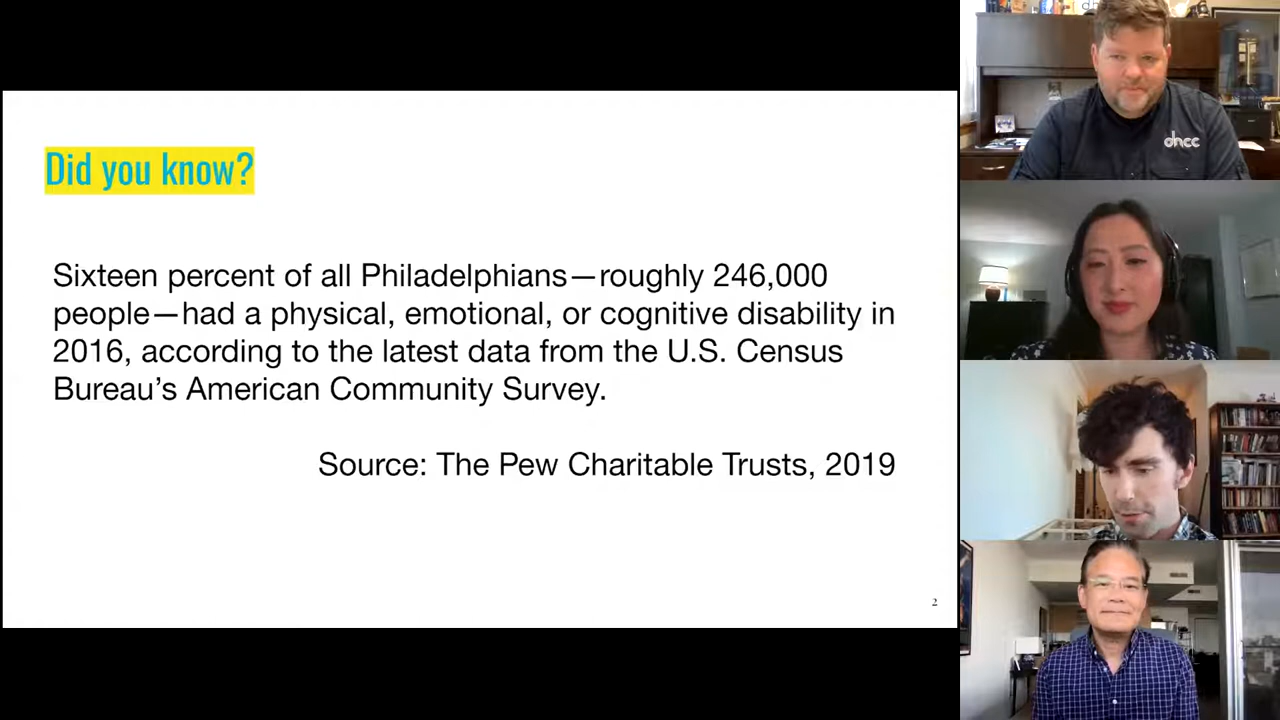 Did you know?
Sixteen percent of all Philadelphians—roughly 246,000
people—had a physical, emotional, or cognitive disability in
2016, according to the latest data from the U.S. Census
Bureau’s American Community Survey.
Source: The Pew Charitable Trusts, 2019
2
dhcc